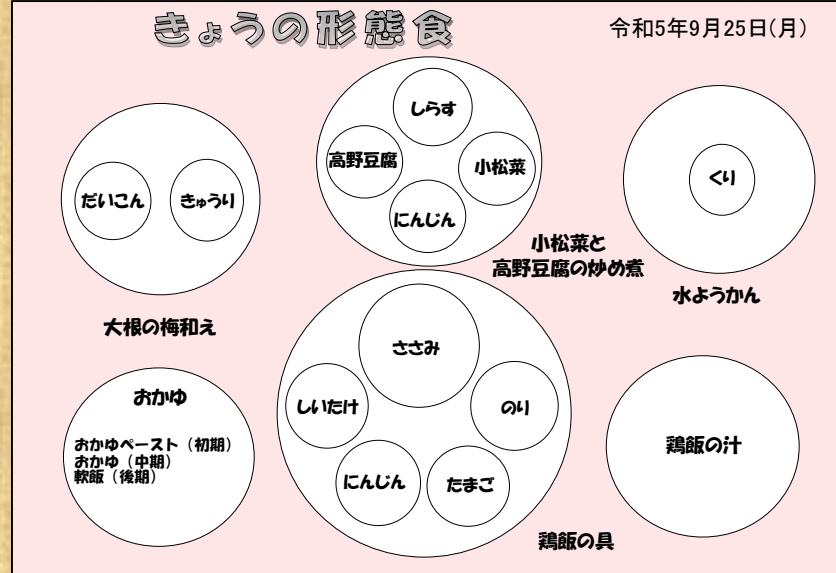 きょうの形態食
令和5年9月25日(月)
しらす
高野豆腐
小松菜
にんじん
小松菜と
高野豆腐の炒め煮
だいこん
きゅうり
大根の梅和え
くり
水ようかん
おかゆ
おかゆペースト（初期）
おかゆ（中期）
軟飯（後期）
ささみ
しいたけ
のり
にんじん
たまご
鶏飯の具
鶏飯の汁